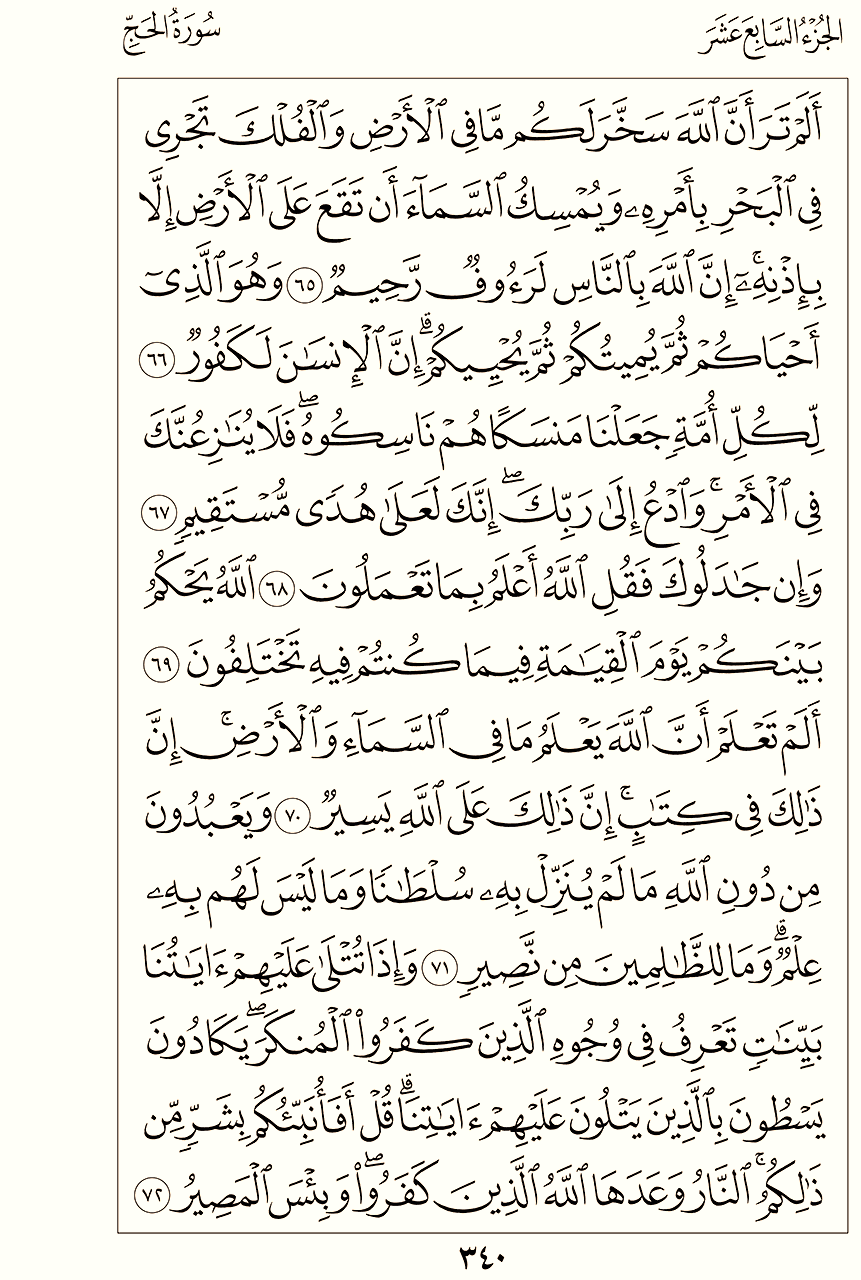 الجُزْءُ السَّابِعَ عَشَرَ
سُورَةُ الحَجِّ
أَلَمْ تَرَ أَنَّ ٱللَّهَ سَخَّرَ لَكُم مَّا فِى ٱلْأَرْضِ وَٱلْفُلْكَ تَجْرِى
فِى ٱلْبَحْرِ بِأَمْرِهِۦ وَيُمْسِكُ ٱلسَّمَآءَ أَن تَقَعَ عَلَى ٱلْأَرْضِ إِلَّا
بِإِذْنِهِۦٓ ۚ إِنَّ ٱللَّهَ بِٱلنَّاسِ لَرَءُوفٌ رَّحِيمٌ ٦٥ وَهُوَ ٱلَّذِىٓ
أَحْيَاكُمْ ثُمَّ يُمِيتُكُمْ ثُمَّ يُحْيِيكُمْ ۗ إِنَّ ٱلْإِنسَٰنَ لَكَفُورٌ ٦٦
لِّكُلِّ أُمَّةٍ جَعَلْنَا مَنسَكًا هُمْ نَاسِكُوهُ ۖ فَلَا يُنَٰزِعُنَّكَ
فِى ٱلْأَمْرِ ۚ وَٱدْعُ إِلَىٰ رَبِّكَ ۖ إِنَّكَ لَعَلَىٰ هُدًى مُّسْتَقِيمٍ ٦٧
وَإِن جَٰدَلُوكَ فَقُلِ ٱللَّهُ أَعْلَمُ بِمَا تَعْمَلُونَ ٦٨ ٱللَّهُ يَحْكُمُ
بَيْنَكُمْ يَوْمَ ٱلْقِيَٰمَةِ فِيمَا كُنتُمْ فِيهِ تَخْتَلِفُونَ ٦٩
أَلَمْ تَعْلَمْ أَنَّ ٱللَّهَ يَعْلَمُ مَا فِى ٱلسَّمَآءِ وَٱلْأَرْضِ ۚ إِنَّ
ذَٰلِكَ فِى كِتَٰبٍ ۚ إِنَّ ذَٰلِكَ عَلَى ٱللَّهِ يَسِيرٌ ٧٠ وَيَعْبُدُونَ
مِن دُونِ ٱللَّهِ مَا لَمْ يُنَزِّلْ بِهِۦ سُلْطَٰنًا وَمَا لَيْسَ لَهُم بِهِۦ
عِلْمٌ ۗ وَمَا لِلظَّٰلِمِينَ مِن نَّصِيرٍ ٧١ وَإِذَا تُتْلَىٰ عَلَيْهِمْ ءَايَٰتُنَا
بَيِّنَٰتٍ تَعْرِفُ فِى وُجُوهِ ٱلَّذِينَ كَفَرُوا۟ ٱلْمُنكَرَ ۖ يَكَادُونَ
يَسْطُونَ بِٱلَّذِينَ يَتْلُونَ عَلَيْهِمْ ءَايَٰتِنَا ۗ قُلْ أَفَأُنَبِّئُكُم بِشَرٍّ مِّن
ذَٰلِكُمُ ۚ ٱلنَّارُ وَعَدَهَا ٱللَّهُ ٱلَّذِينَ كَفَرُوا۟ ۖ وَبِئْسَ ٱلْمَصِيرُ ٧٢
٣٤٠